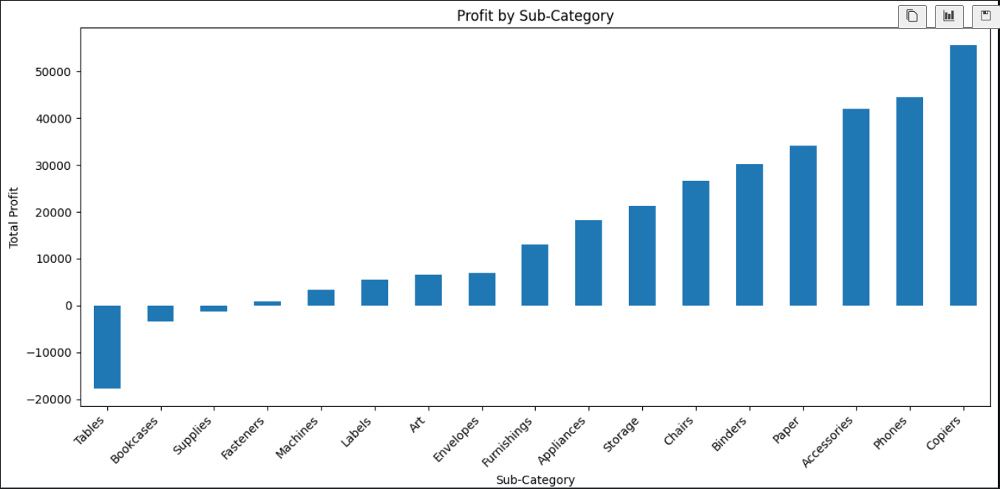 Profit by Sub-Category
Total Profit
50000
40000
30000
20000
10000
0
−10000
−20000
Tables
Bookcases
Supplies
Fasteners
Machines
Labels
Art
Envelopes
Furnishings
Appliances
Storage
Chairs
Binders
Paper
Accessories
Phones
Copiers
Sub-Category